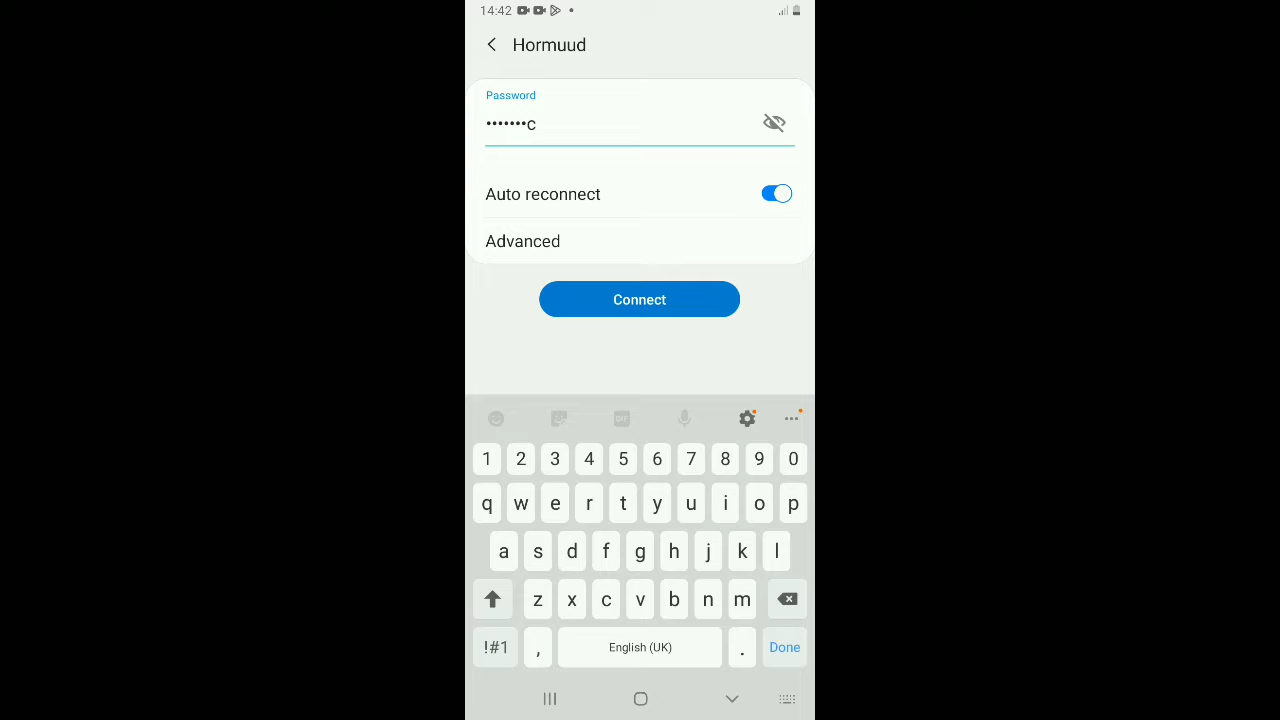 14:42
Hormuud
Password
•••••••c
Auto reconnect
Advanced
Connect
GIF
1 2 3 4 5 6 7 8 9 0
q w e r t y u i o p
a s d f g h j k l
z x c v b n m
!#1 , English (UK) . Done